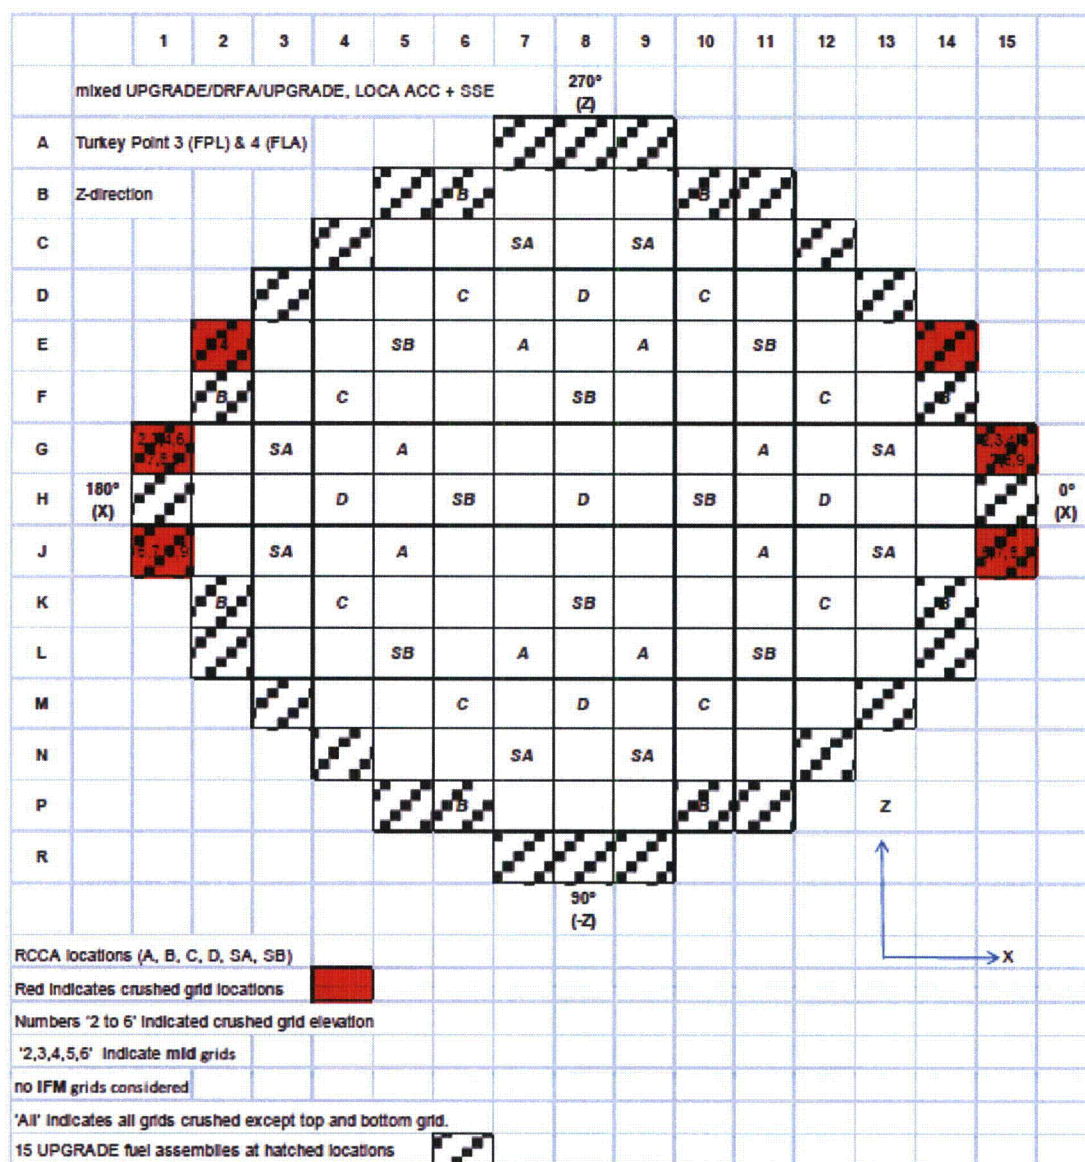 1 2 3 4 5 6 7 8 9 10 11 12 13 14 15
mixed UPGRADE/DRFA/UPGRADE, LOCA ACC + SSE
270°
(Z)
A Turkey Point 3 (FPL) & 4 (FLA)
B Z-direction B B
C SA SA
D C D C
E 4 SB A A SB
F B C SB C B
G SA A A SA
H 180° D SB D SB D 0°
(X) (X)
J SA A A SA
K B C SB C B
L SB A A SB
M C D C
N SA SA
P B B Z
R
90°
(-Z)
X
RCCA locations (A, B, C, D, SA, SB)
Red indicates crushed grid locations
Numbers '2 to 6' indicated crushed grid elevation
'2,3,4,5,6' indicate mid grids
no IFM grids considered
'All' indicates all grids crushed except top and bottom grid.
15 UPGRADE fuel assemblies at hatched locations